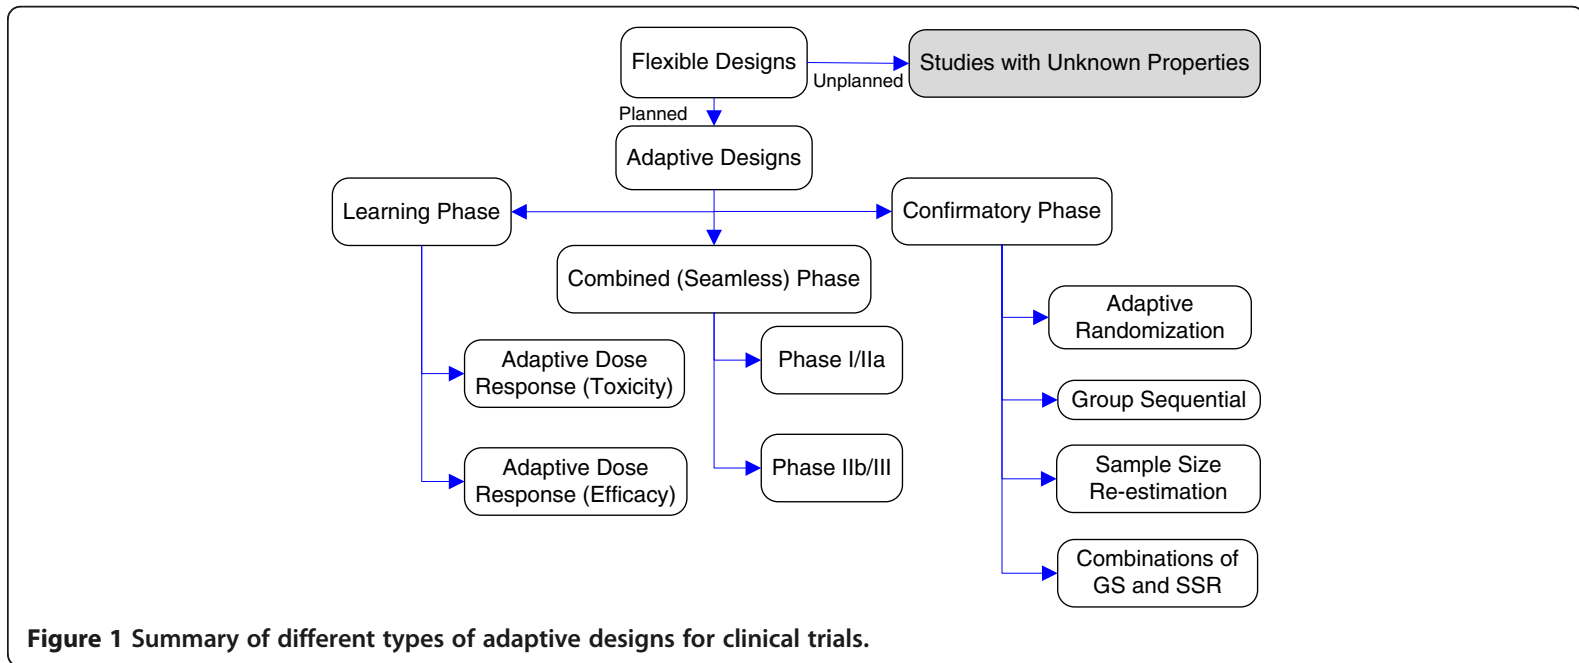 Flexible Designs
Studies with Unknown Properties
Unplanned
Planned
Adaptive Designs
Learning Phase
Confirmatory Phase
Combined (Seamless) Phase
Adaptive
Randomization
Adaptive Dose
Response (Toxicity)
Phase I/IIa
Group Sequential
Adaptive Dose
Response (Efficacy)
Phase IIb/III
Sample Size
Re-estimation
Combinations of
GS and SSR
Figure 1 Summary of different types of adaptive designs for clinical trials.